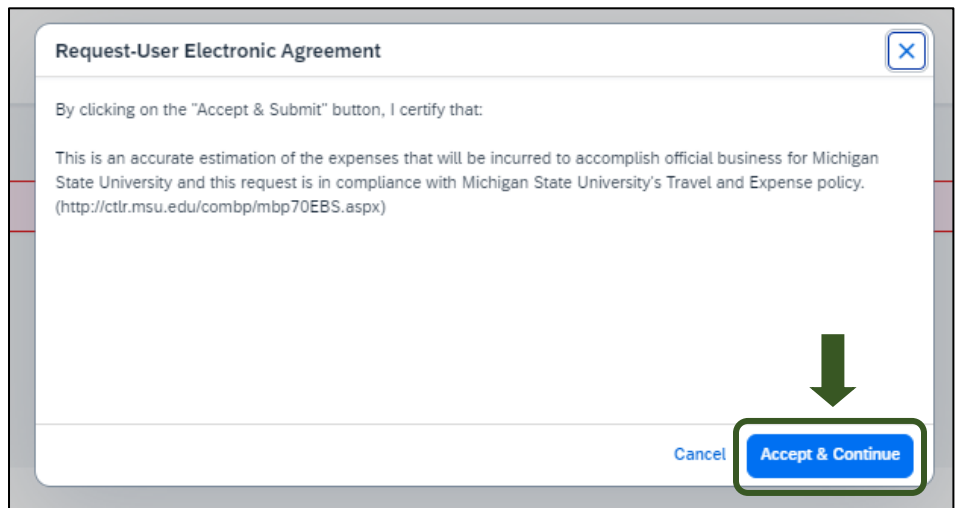 Request-User Electronic Agreement
By clicking on the "Accept & Submit" button, I certify that:
This is an accurate estimation of the expenses that will be incurred to accomplish official business for Michigan
State University and this request is in compliance with Michigan State University's Travel and Expense policy.
(http://ctlr.msu.edu/combp/mbp70EBS.aspx)
Cancel Accept & Continue